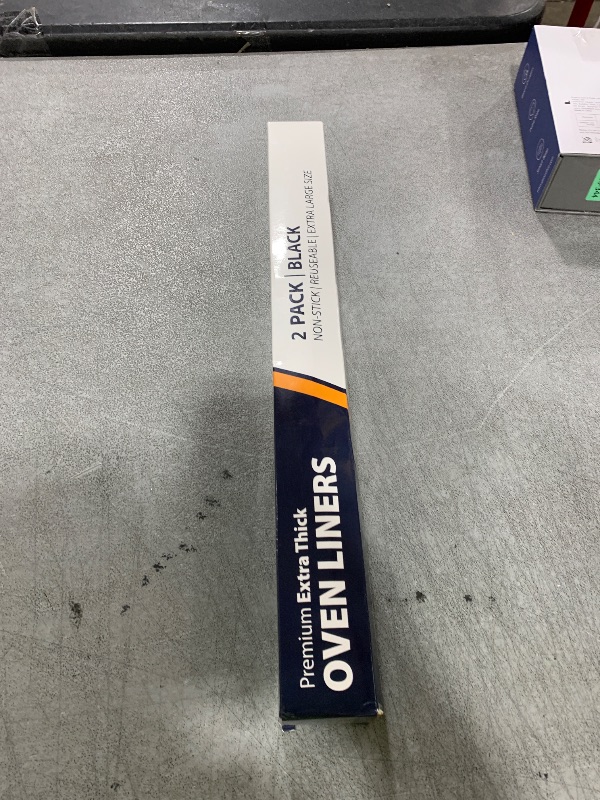 Premium Extra Thick
OVEN LINERS
2 PACK | BLACK
NON-STICK | REUSEABLE | EXTRA LARGE SIZE